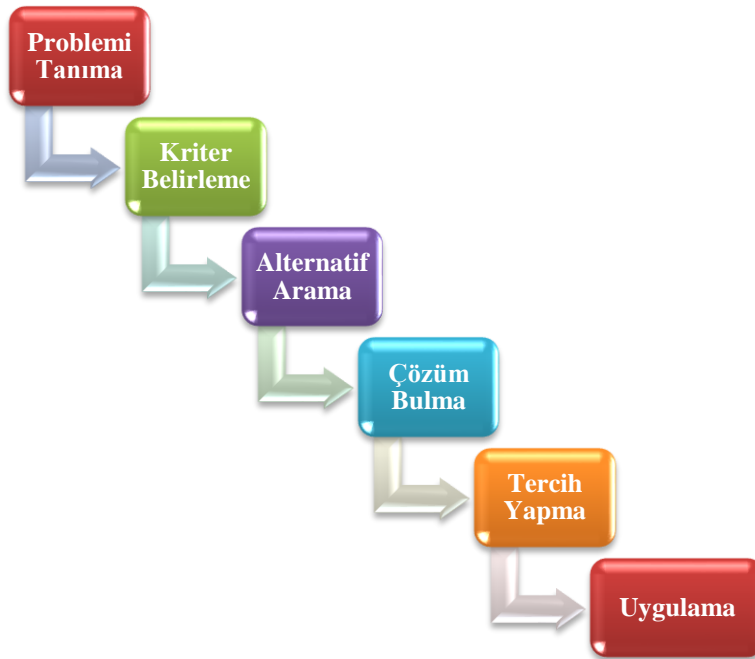 Problemi
Tanıma
Kriter
Belirleme
Alternatif
Arama
Çözüm
Bulma
Tercih
Yapma
Uygulama